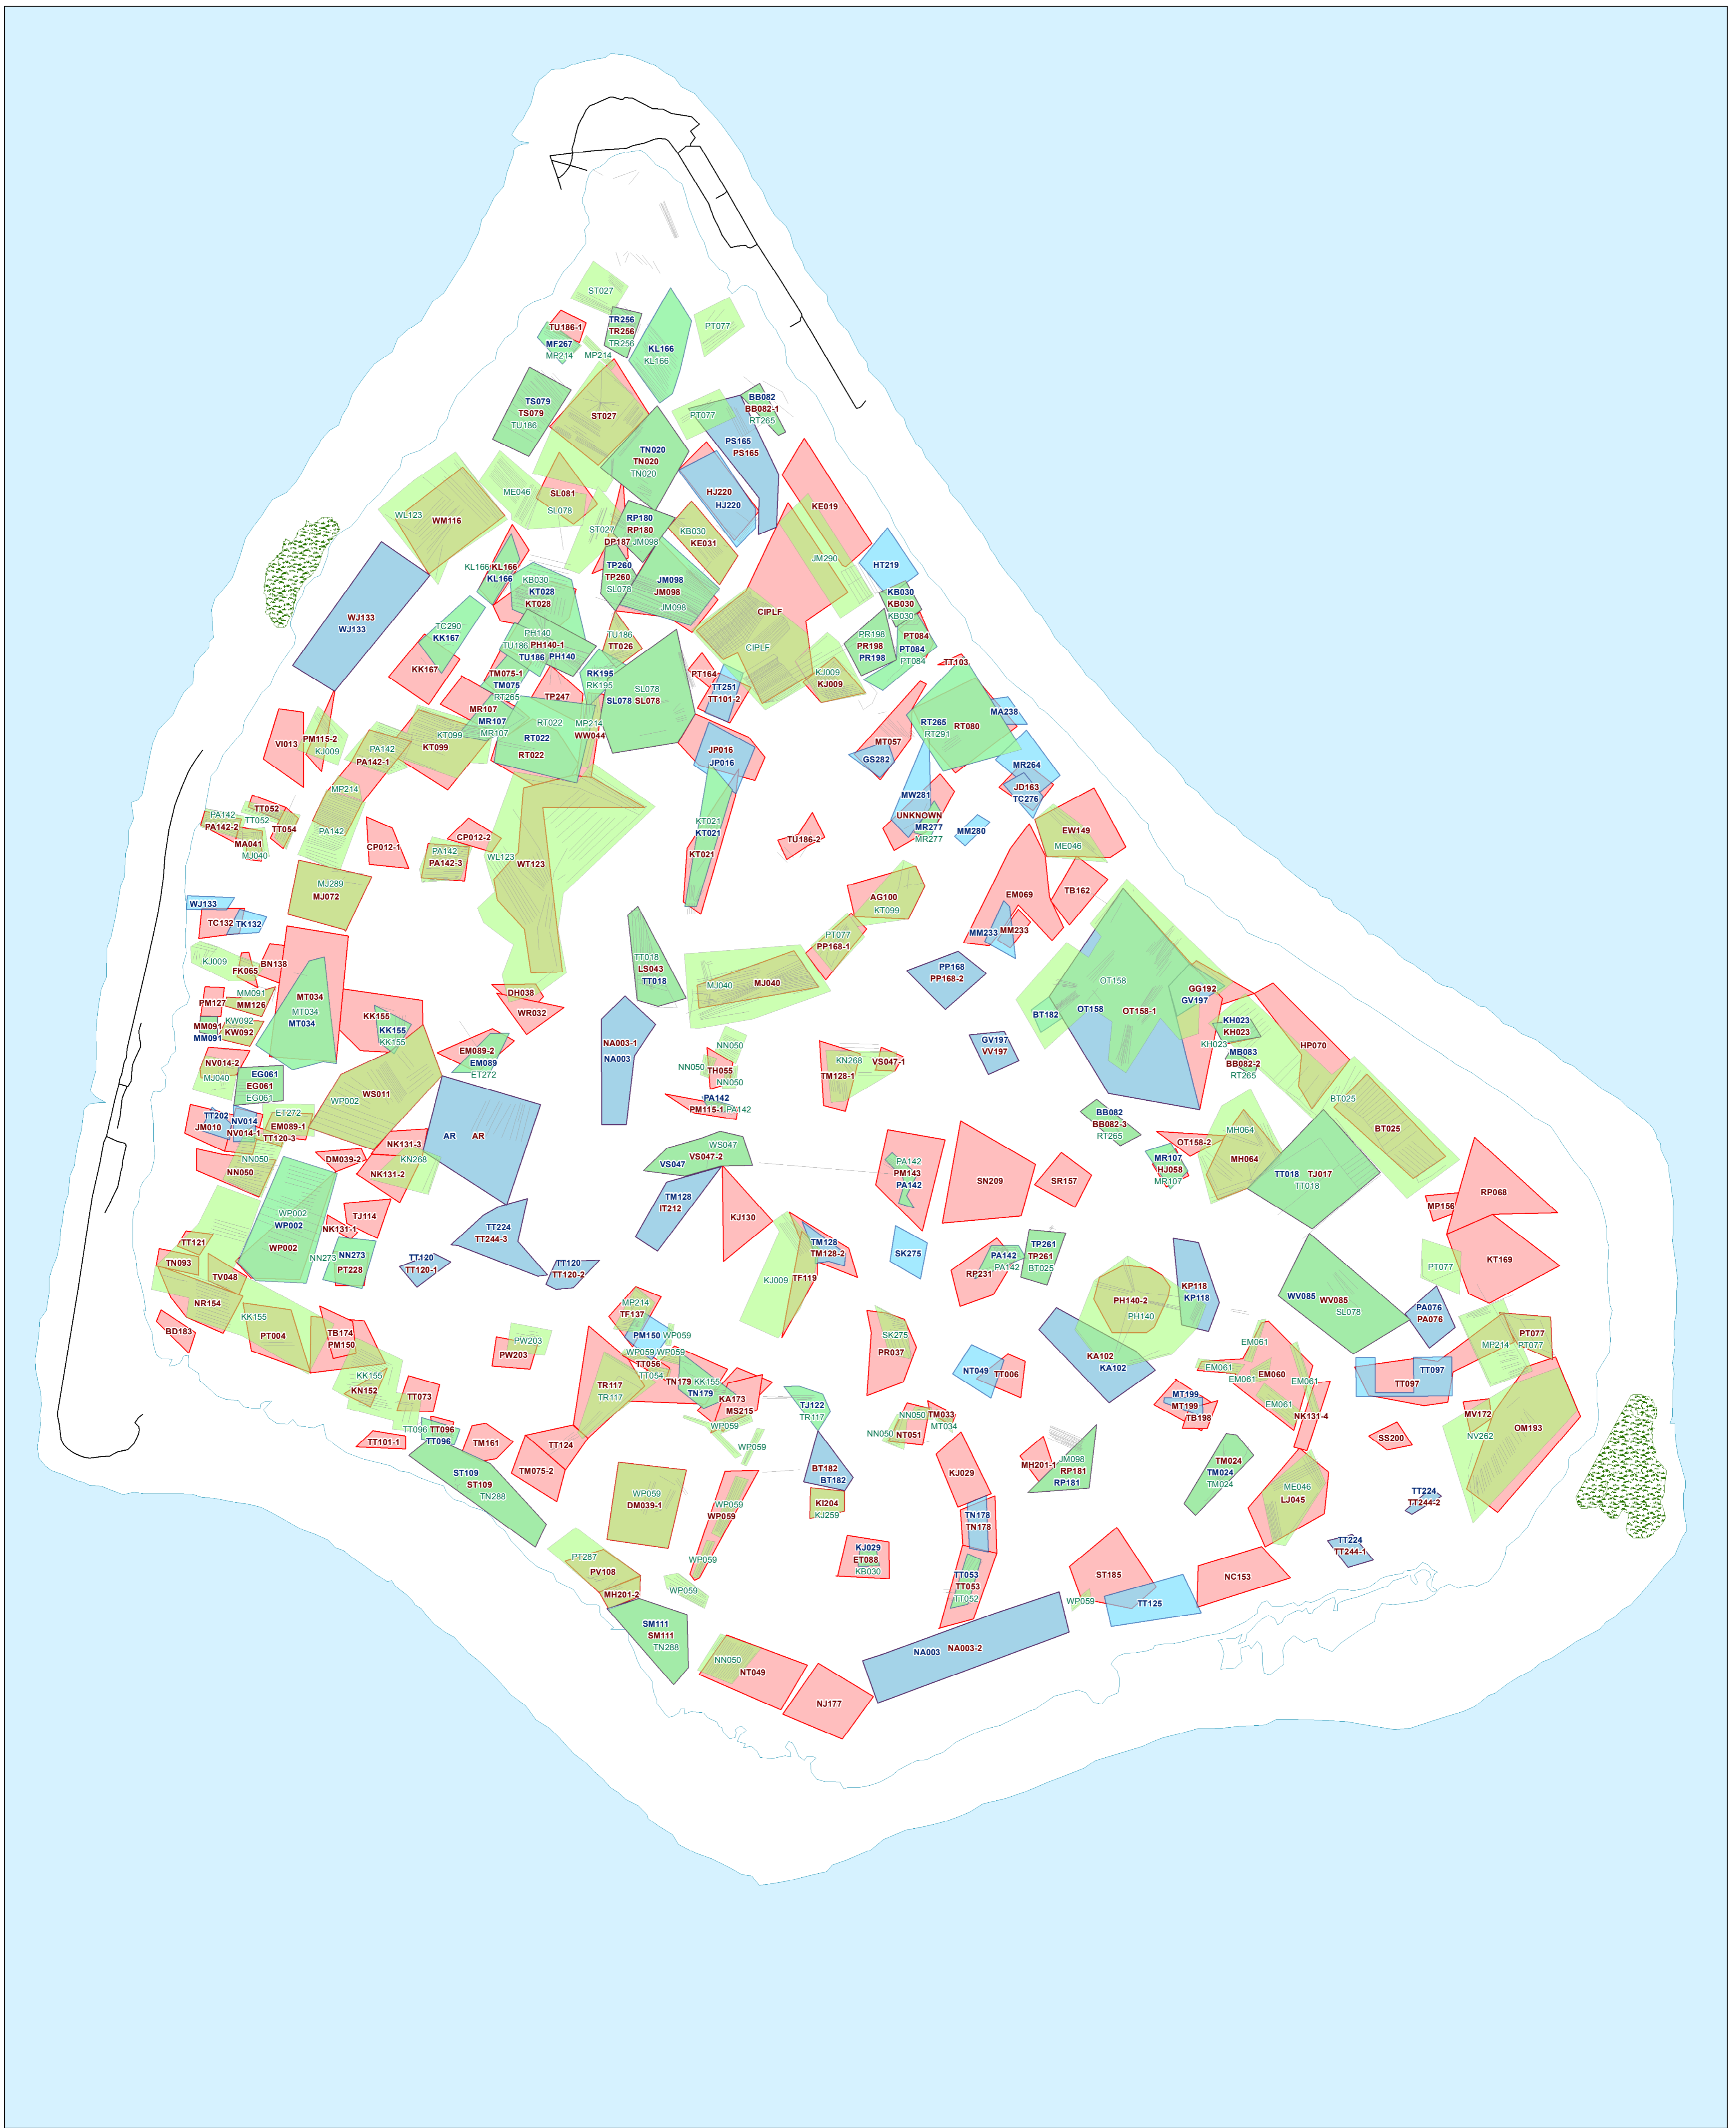 ST027
TR256
TR256
TR256
TU186-1
MF267
MP214
MP214
KL166
KL166
PT077
TS079
TS079
TU186
ST027
PT077
BB082
BB082-1
RT265
PS165
PS165
TN020
TN020
TN020
HJ220
HJ220
KE019
ME046
SL081
SL078
WL123
WM116
ST027
RP180
RP180
JM098
DP187
KB030
KE031
JM290
HT219
KL166
KL166
KL166
KB030
KT028
KT028
TP260
TP260
SL078
JM098
JM098
JM098
CIPLF
CIPLF
KB030
KB030
KB030
WJ133
WJ133
TC290
KK167
KK167
PH140
TU186
PH140-1
TU186
PH140
TU186
TT026
PR198
PR198
PR198
PT084
PT084
PT084
TT103
TM075-1
TM075
RT265
TP247
RK195
RK195
SL078
SL078
SL078
PT164
TT251
TT101-2
KJ009
KJ009
MR107
MR107
MR107
RT022
RT022
RT022
MP214
WW044
MA238
RT265
RT291
RT080
MT057
GS282
VI013
PM115-2
KJ009
PA142
PA142-1
KT099
KT099
JP016
JP016
MR264
JD163
TC276
MP214
PA142
TT052
TT052
TT054
PA142
PA142-2
MA041
MJ040
CP012-1
CP012-2
PA142
PA142-3
WL123
WT123
KT021
KT021
KT021
TU186-2
MW281
UNKNOWN
MR277
MR277
MM280
EW149
ME046
MJ289
MJ072
AG100
KT099
EM069
TB162
MM233
MM233
WJ133
TC132
TK132
PT077
PP168-1
PP168
PP168-2
KJ009
FK065
BN138
TT018
LS043
TT018
MJ040
MJ040
OT158
OT158
OT158-1
GG192
GV197
BT182
MT034
MT034
MT034
PM127
MM091
MM126
MM091
MM091
KW092
KW092
KK155
KK155
KK155
DH038
WR032
NA003-1
NA003
NN050
NN050
TH055
NN050
KN268
TM128-1
VS047-1
GV197
VV197
KH023
KH023
KH023
MB083
BB082-2
RT265
HP070
NV014-2
MJ040
EG061
EG061
EG061
EM089-2
EM089
ET272
WP002
WS011
PA142
PM115-1
PA142
BT025
BT025
TT202
JM010
NV014
NV014-1
TT120-3
ET272
EM089-1
AR
AR
NK131-3
KN268
NK131-2
DM039-2
NN050
NN050
WS047
VS047
VS047-2
BB082
BB082-3
RT265
MH064
MH064
OT158-2
MR107
HJ058
MR107
TT018
TJ017
TT018
PA142
PM143
PA142
SN209
SR157
MP156
RP068
TM128
IT212
KJ130
WP002
WP002
WP002
TJ114
NK131-1
NN273
NN273
PT228
TT224
TT244-3
TT121
TN093
TV048
TT120
TT120-1
TT120
TT120-2
TM128
TM128-2
KJ009
TF119
SK275
PA142
PA142
RP231
TP261
TP261
BT025
PH140-2
PH140
KP118
KP118
WV085
WV085
SL078
PT077
KT169
PA076
PA076
NR154
KK155
PT004
BD183
TB174
PM150
KK155
KN152
PW203
PW203
MP214
TF137
PM150
WP059
WP059
WP059
TT056
TT054
TR117
TR117
TN179
KK155
TN179
KA173
MS215
WP059
SK275
PR037
NT049
TT006
KA102
KA102
EM061
EM061
EM061
EM060
EM061
EM061
MP214
PT077
PT077
TT097
TT097
TT073
TT096
TT096
TT096
TT101-1
TM161
TT124
TM075-2
TJ122
TR117
WP059
NN050
TM033
MT034
NN050
NT051
MT199
MT199
TB198
NK131-4
MV172
NV262
OM193
SS200
ST109
ST109
TN288
BT182
BT182
KI204
KJ259
KJ029
MH201-1
JM098
RP181
RP181
TM024
TM024
TM024
ME046
LJ045
TT224
TT244-2
WP059
DM039-1
WP059
WP059
WP059
TN178
TN178
KJ029
ET088
KB030
TT224
TT244-1
PT287
PV108
MH201-2
WP059
TT053
TT053
TT052
ST185
WP059
TT125
NC153
SM111
SM111
TN288
NN050
NT049
NA003
NA003-2
NJ177